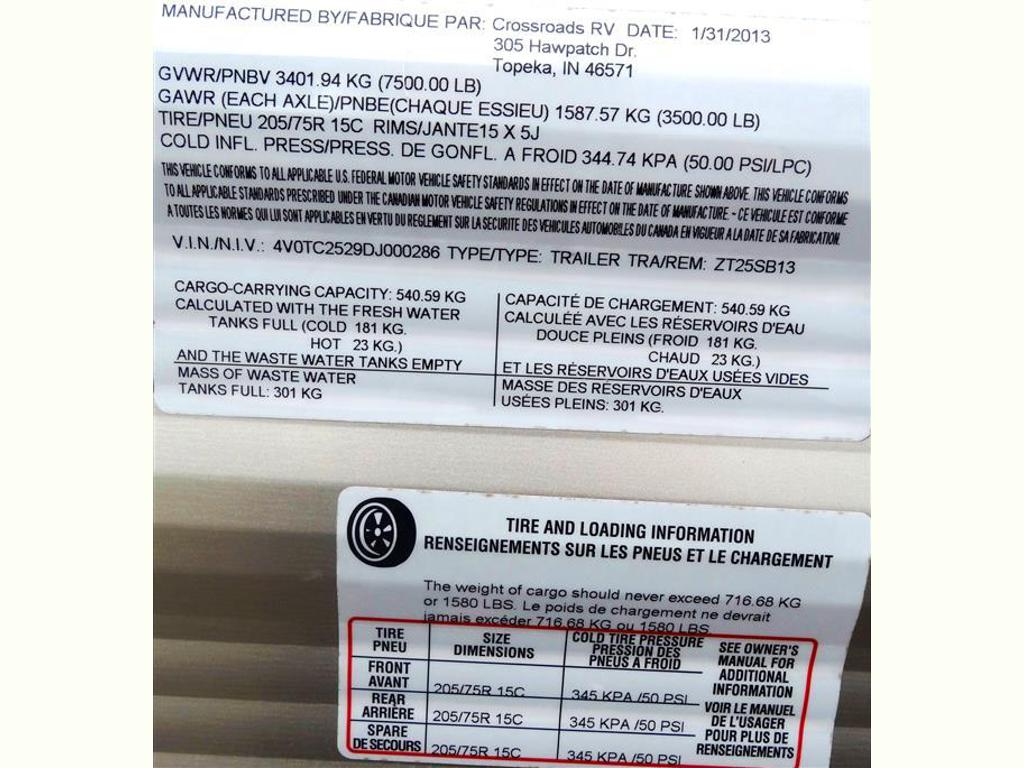 MANUFACTURED BY/FABRIQUE PAR: Crossroads RV DATE: 1/31/2013
305 Hawpatch Dr.
Topeka, IN 46571
GVWR/PNBV 3401.94 KG (7500.00 LB)
GAWR (EACH AXLE)/PNBE(CHAQUE ESSIEU) 1587.57 KG (3500.00 LB)
TIRE/PNEU 205/75R 15C RIMS/JANTE15 X 5J
COLD INFL. PRESS/PRESS. DE GONFL. A FROID 344.74 KPA (50.00 PSI/LPC)
THIS VEHICLE CONFORMS TO ALL APPLICABLE U.S. FEDERAL MOTOR VEHICLE SAFETY STANDARDS IN EFFECT ON THE DATE OF MANUFACTURE SHOWN ABOVE. THIS VEHICLE CONFORMS
TO ALL APPLICABLE STANDARDS PRESCRIBED UNDER THE CANADIAN MOTOR VEHICLE SAFETY REGULATIONS IN EFFECT ON THE DATE OF MANUFACTURE. - CE VEHICULE EST CONFORME
A TOUTES LES NORMES QUI LUI SONT APPLICABLES EN VERTU DU REGLEMENT SUR LA SECURITE DES VEHICULES AUTOMOBILES DU CANADA EN VIGUEUR A LA DATE DE SA FABRICATION.
V.I.N./N.I.V.: 4V0TC2529DJ000286 TYPE/TYPE: TRAILER TRA/REM: ZT25SB13
CARGO-CARRYING CAPACITY: 540.59 KG
CALCULATED WITH THE FRESH WATER
TANKS FULL (COLD 181 KG.
HOT 23 KG.)
AND THE WASTE WATER TANKS EMPTY
MASS OF WASTE WATER
TANKS FULL: 301 KG
CAPACITÉ DE CHARGEMENT: 540.59 KG
CALCULÉE AVEC LES RÉSERVOIRS D'EAU
DOUCE PLEINS (FROID 181 KG.
CHAUD 23 KG.)
ET LES RÉSERVOIRS D'EAUX USÉES VIDES
MASSE DES RÉSERVOIRS D'EAUX
USÉES PLEINS: 301 KG.
TIRE AND LOADING INFORMATION
RENSEIGNEMENTS SUR LES PNEUS ET LE CHARGEMENT
The weight of cargo should never exceed 716.68 KG
or 1580 LBS. Le poids de chargement ne devrait
jamais excéder 716.68 KG ou 1580 LBS.
TIRE
PNEU
SIZE
DIMENSIONS
COLD TIRE PRESSURE
PRESSION DES
PNEUS A FROID
FRONT
AVANT
205/75R 15C
345 KPA /50 PSI
REAR
ARRIÈRE
205/75R 15C
345 KPA /50 PSI
SPARE
DE SECOURS
205/75R 15C
345 KPA /50 PSI
SEE OWNER'S
MANUAL FOR
ADDITIONAL
INFORMATION
VOIR LE MANUEL
DE L'USAGER
POUR PLUS DE
RENSEIGNEMENTS